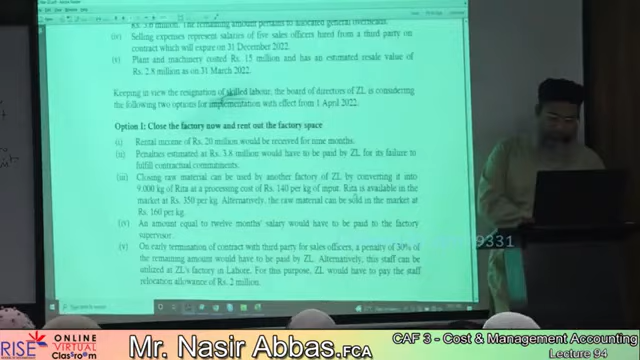 Rs. 3.6 million. The remaining amount pertains to allocated general overheads.
(iv) Selling expenses represent salaries of five sales officers hired from a third party on
contract which will expire on 31 December 2022.
(v) Plant and machinery costed Rs. 15 million and has an estimated resale value of
Rs. 2.8 million as on 31 March 2022.
Keeping in view the resignation of skilled labour, the board of directors of ZL is considering
the following two options for implementation with effect from 1 April 2022.
Option 1: Close the factory now and rent out the factory space
(i) Rental income of Rs. 20 million would be received for nine months.
(ii) Penalties estimated at Rs. 3.8 million would have to be paid by ZL for its failure to
fulfill contractual commitments.
(iii) Closing raw material can be used by another factory of ZL by converting it into
9,000 kg of Rita at a processing cost of Rs. 140 per kg of input. Rita is available in the
market at Rs. 350 per kg. Alternatively, the raw material can be sold in the market at
Rs. 160 per kg.
(iv) An amount equal to twelve months' salary would have to be paid to the factory
supervisor.
(v) On early termination of contract with third party for sales officers, a penalty of 30% of
the remaining amount would have to be paid by ZL. Alternatively, this staff can be
utilized at ZL's factory in Lahore. For this purpose, ZL would have to pay the staff
relocation allowance of Rs. 2 million.
9331
RISE
ONLINE
VIRTUAL
Classroom
Mr. Nasir Abbas.FCA
CAF 3 - Cost & Management Accounting
Lecture 94